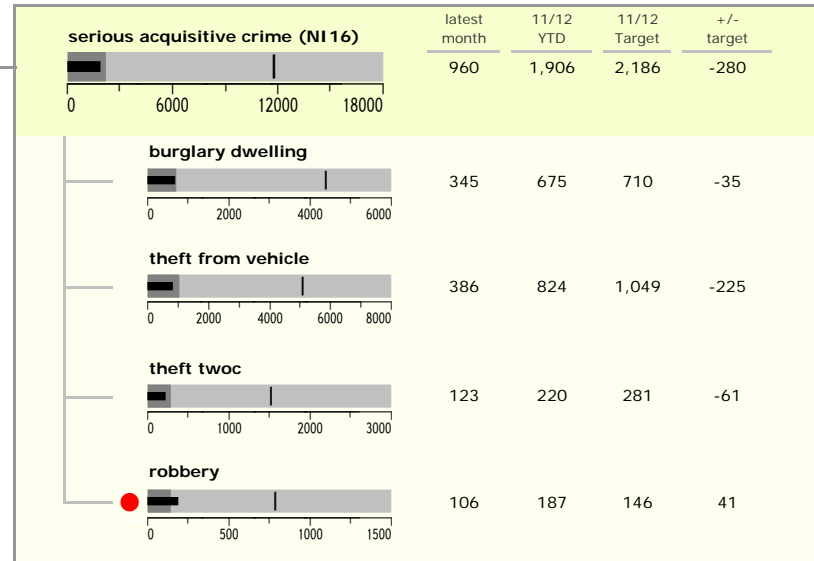 latest 11/12 11/12 +/-
serious acquisitive crime (NI16) month YTD Target target
960 1,906 2,186 -280
0 6000 12000 18000
burglary dwelling
345 675 710 -35
0 2000 4000 6000
theft from vehicle
386 824 1,049 -225
0 2000 4000 6000 8000
theft twoc
123 220 281 -61
0 1000 2000 3000
robbery
106 187 146 41
0 500 1000 1500